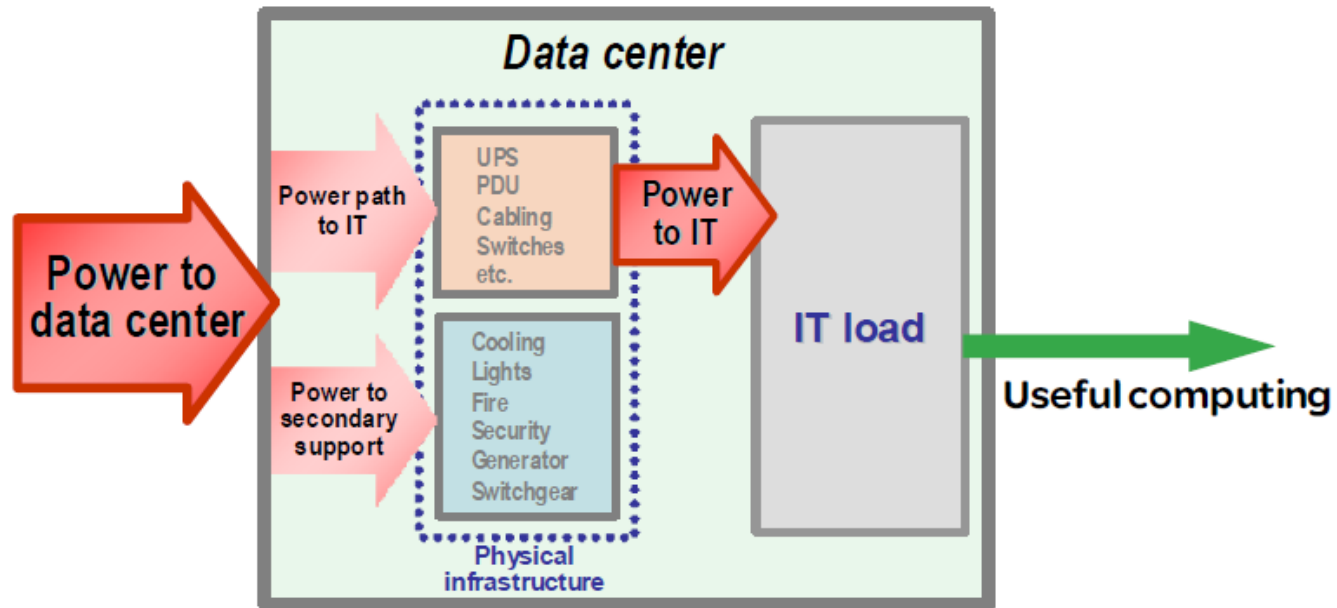 Data center
Power to
data center
Power path
to IT
UPS
PDU
Cabling
Switches
etc.
Power
to IT
Power to
secondary
support
Cooling
Lights
Fire
Security
Generator
Switchgear
Physical
infrastructure
IT load
Useful computing